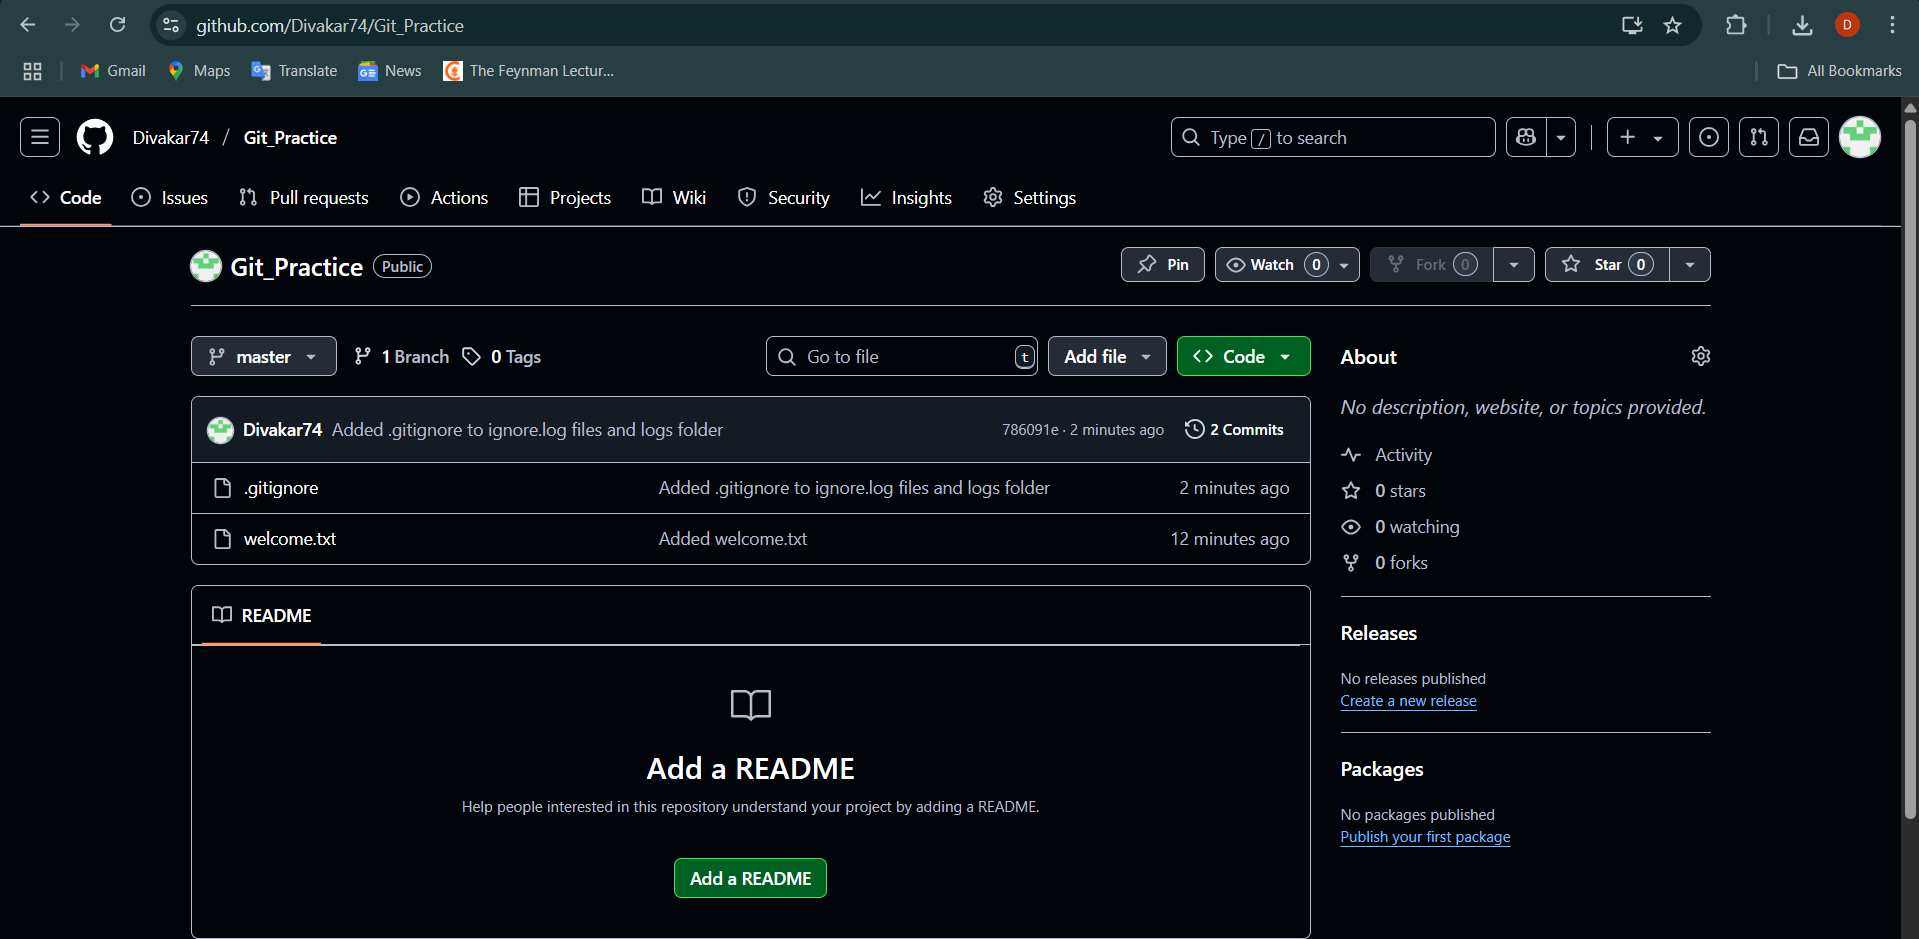 github.com/Divakar74/Git_Practice
D
Gmail Maps Translate News The Feynman Lectur... All Bookmarks
Divakar74 / Git_Practice Type / to search
Code Issues Pull requests Actions Projects Wiki Security Insights Settings
Git_Practice Public Pin Watch 0 Fork 0 Star 0
master 1 Branch 0 Tags Go to file t Add file Code
Divakar74 Added .gitignore to ignore.log files and logs folder 786091e · 2 minutes ago 2 Commits
.gitignore Added .gitignore to ignore.log files and logs folder 2 minutes ago
welcome.txt Added welcome.txt 12 minutes ago
README
Add a README
Help people interested in this repository understand your project by adding a README.
Add a README
About
No description, website, or topics provided.
Activity
0 stars
0 watching
0 forks
Releases
No releases published
Create a new release
Packages
No packages published
Publish your first package